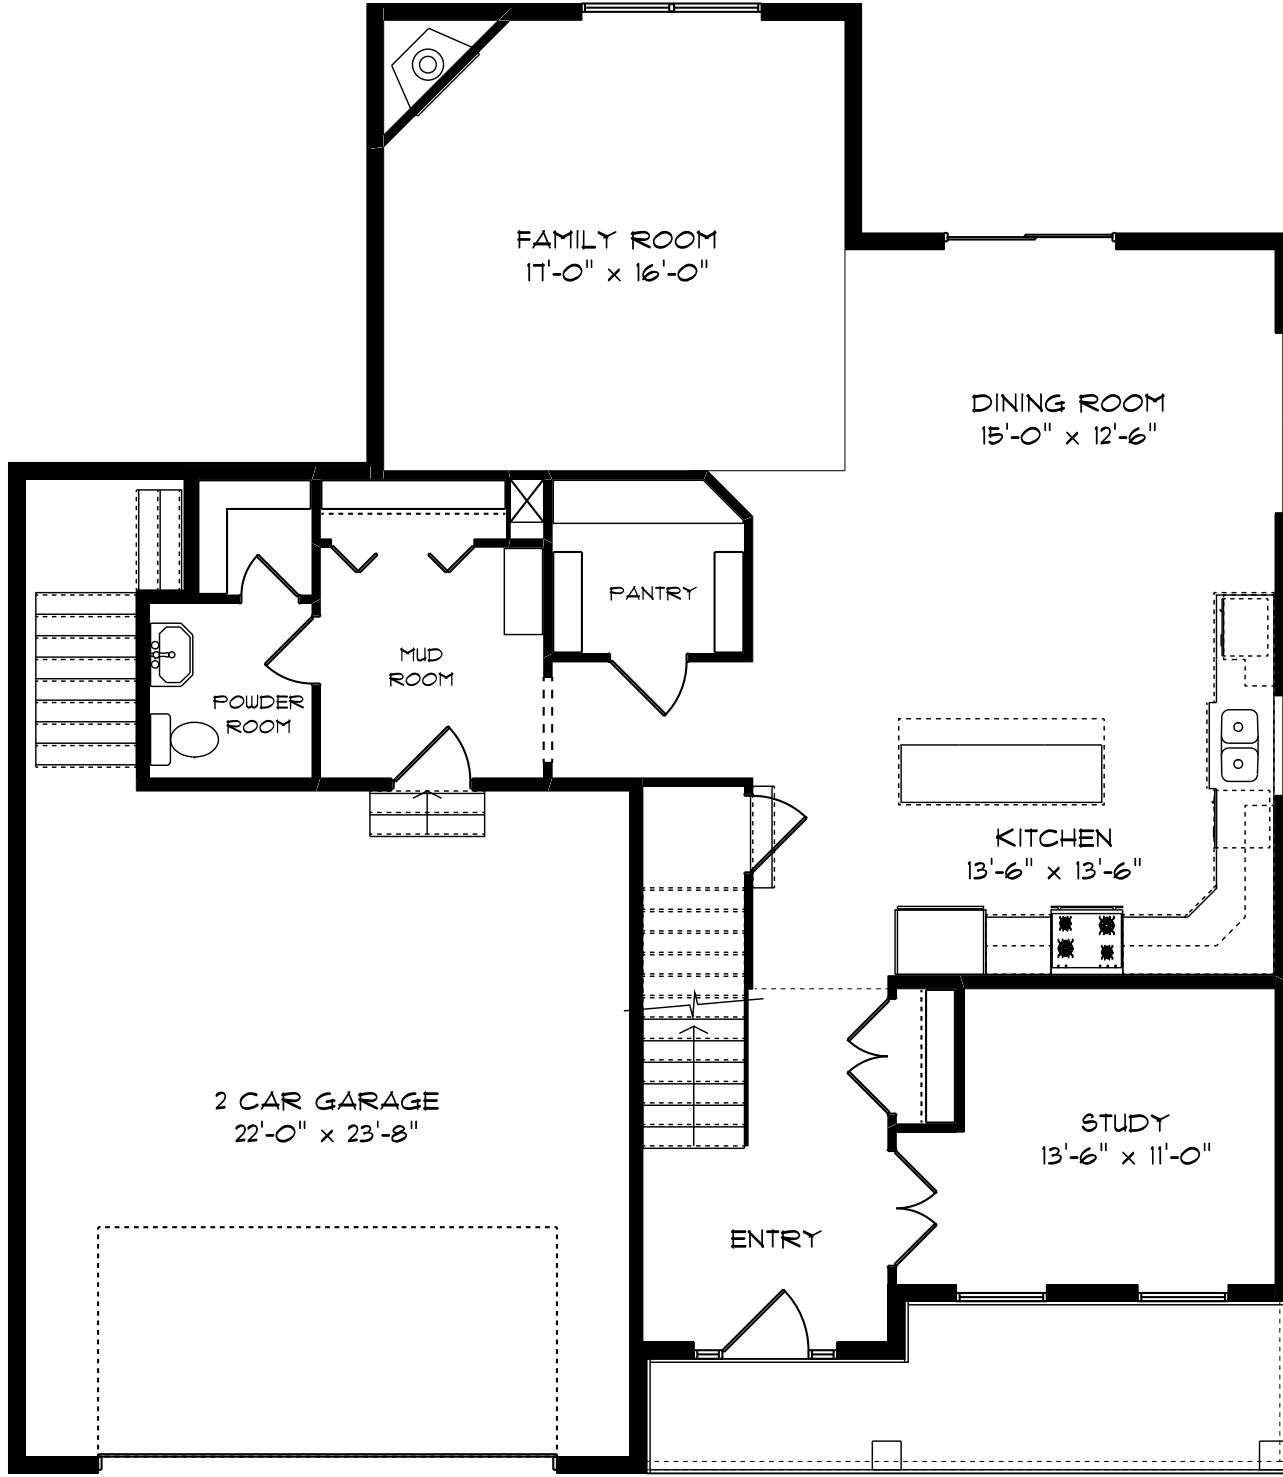 FAMILY ROOM
17'-0" x 16'-0"
DINING ROOM
15'-0" x 12'-6"
PANTRY
MUD
ROOM
POWDER
ROOM
KITCHEN
13'-6" x 13'-6"
2 CAR GARAGE
22'-0" x 23'-8"
STUDY
13'-6" x 11'-0"
ENTRY